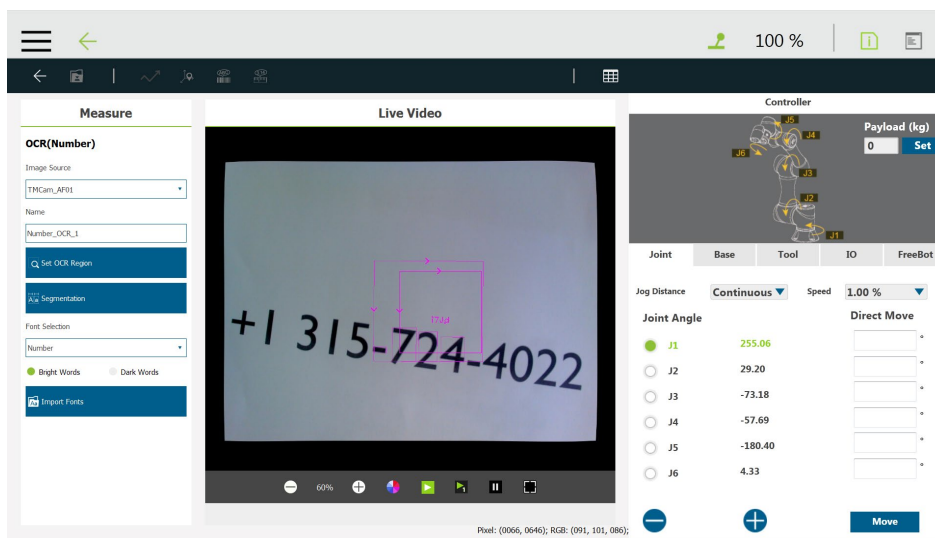 100 %
Measure
OCR(Number)
Image Source
TMCam_AF01
Name
Number_OCR_1
Set OCR Region
Segmentation
Font Selection
Number
Bright Words
Dark Words
Import Fonts
Live Video
+1 315-724-4022
I7Jd
60%
Pixel: (0066, 0646); RGB: (091, 101, 086);
Controller
J5
J4
J6
J3
J2
J1
Payload (kg)
0 Set
Joint Base Tool IO FreeBot
Jog Distance Continuous Speed 1.00 %
Joint Angle Direct Move
J1 255.06 °
J2 29.20 °
J3 -73.18 °
J4 -57.69 °
J5 -180.40 °
J6 4.33 °
Move